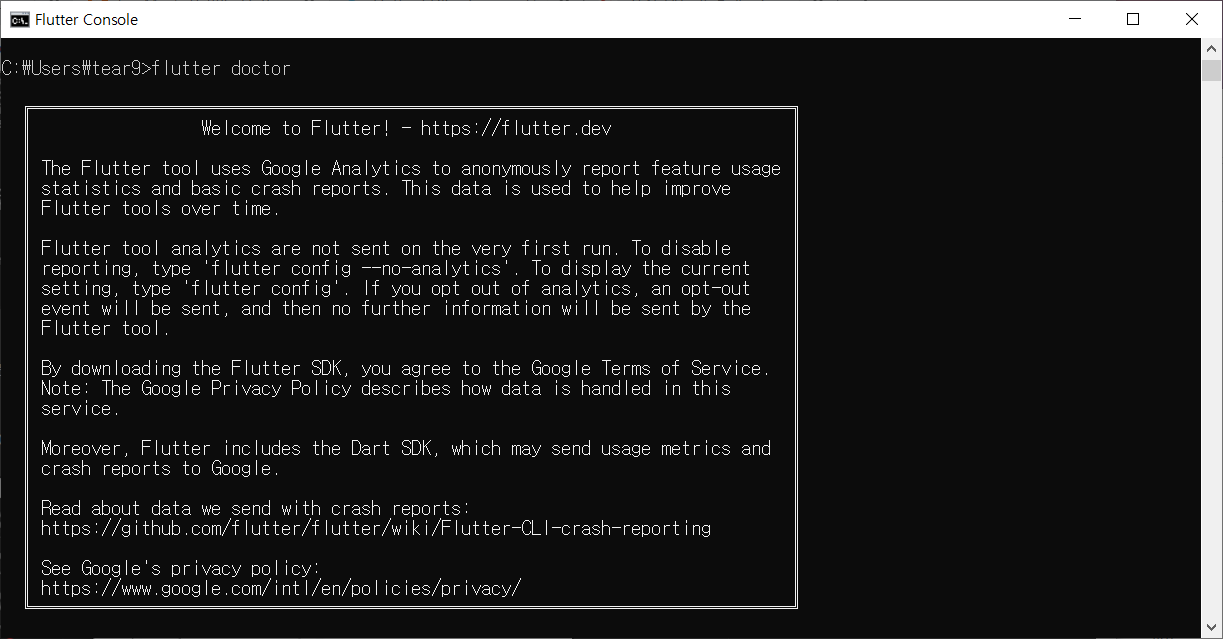 Flutter Console
C:₩Users₩tear9>flutter doctor
Welcome to Flutter! - https://flutter.dev
The Flutter tool uses Google Analytics to anonymously report feature usage
statistics and basic crash reports. This data is used to help improve
Flutter tools over time.
Flutter tool analytics are not sent on the very first run. To disable
reporting, type 'flutter config --no-analytics'. To display the current
setting, type 'flutter config'. If you opt out of analytics, an opt-out
event will be sent, and then no further information will be sent by the
Flutter tool.
By downloading the Flutter SDK, you agree to the Google Terms of Service.
Note: The Google Privacy Policy describes how data is handled in this
service.
Moreover, Flutter includes the Dart SDK, which may send usage metrics and
crash reports to Google.
Read about data we send with crash reports:
https://github.com/flutter/flutter/wiki/Flutter-CLI-crash-reporting
See Google's privacy policy:
https://www.google.com/intl/en/policies/privacy/